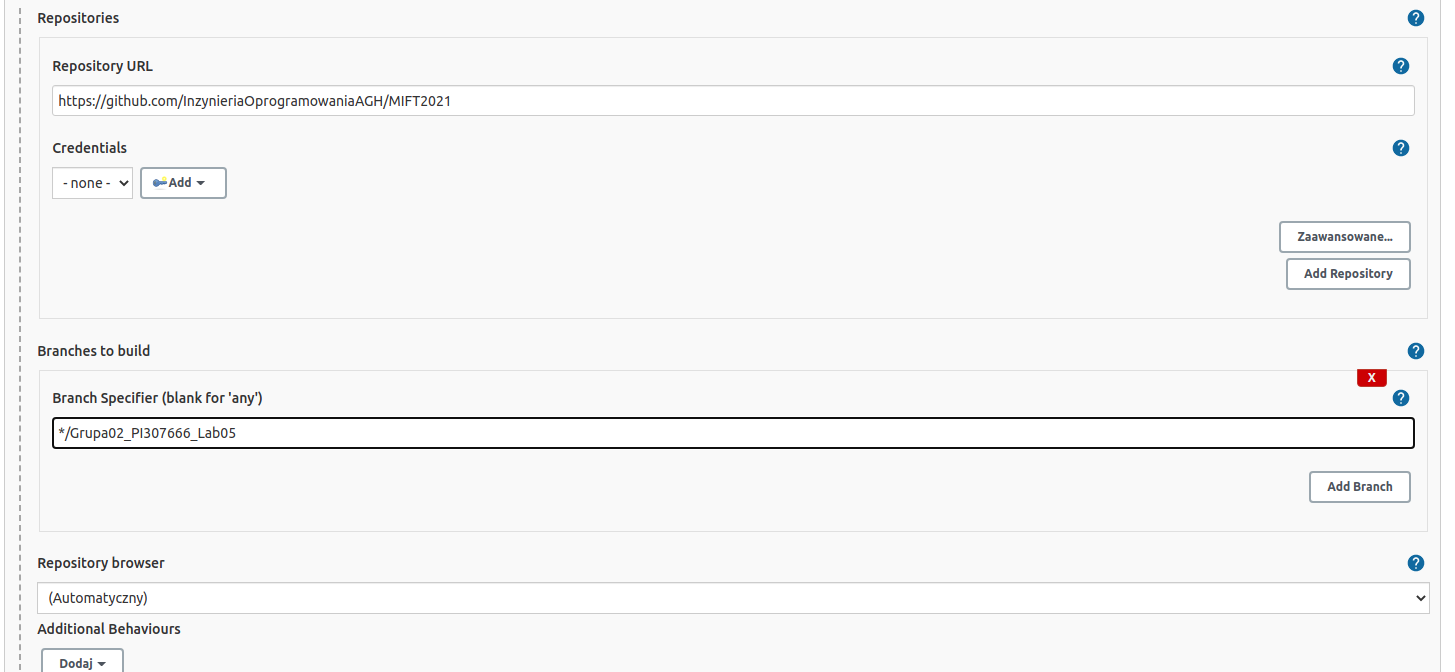 Repositories
?
Repository URL
?
https://github.com/InzynieriaOprogramowaniaAGH/MIFT2021
Credentials
?
- none -
Add
Zaawansowane...
Add Repository
Branches to build
?
X
Branch Specifier (blank for 'any')
?
*/Grupa02_PI307666_Lab05
Add Branch
Repository browser
?
(Automatyczny)
Additional Behaviours
Dodaj